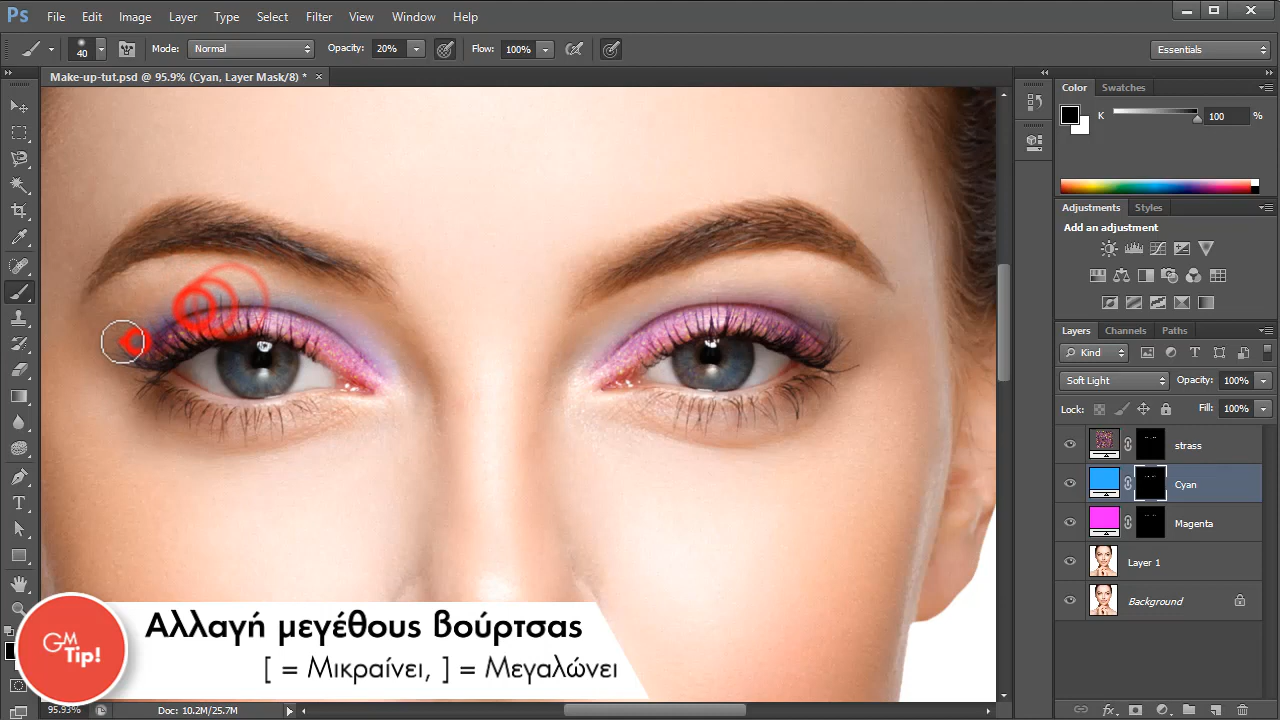 Ps File Edit Image Layer Type Select Filter View Window Help
40 Mode: Normal Opacity: 20% Flow: 100% Essentials
Make-up-tut.psd @ 95.9% (Cyan, Layer Mask/8) * ×
Color Swatches
K 100 %
Adjustments Styles
Add an adjustment
Layers Channels Paths
Kind
Soft Light Opacity: 100%
Lock: Fill: 100%
strass
Cyan
Magenta
Layer 1
Background
GM Tip!
Αλλαγή μεγέθους βούρτσας
[ = Μικραίνει, ] = Μεγαλώνει
95.93% Doc: 10.2M/25.7M